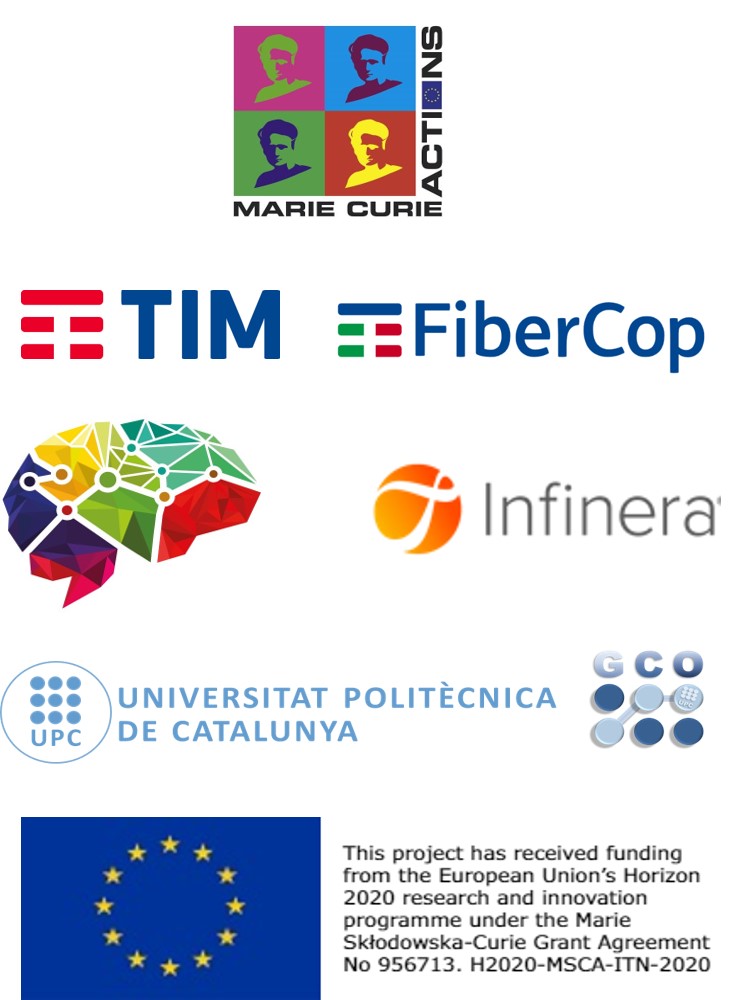 ACTIONS
MARIE CURIE
TIM
FiberCop
Infinera
UPC
UNIVERSITAT POLITÈCNICA
DE CATALUNYA
GCO
UPC
This project has received funding
from the European Union’s Horizon
2020 research and innovation
programme under the Marie
Skłodowska-Curie Grant Agreement
No 956713. H2020-MSCA-ITN-2020